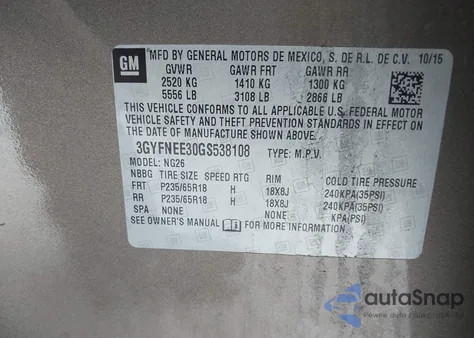 GM
MFD BY GENERAL MOTORS DE MEXICO, S. DE R.L. DE C.V. 10/15
GVWR GAWR FRT GAWR RR
2520 KG 1410 KG 1300 KG
5556 LB 3108 LB 2866 LB
THIS VEHICLE CONFORMS TO ALL APPLICABLE U.S. FEDERAL MOTOR
VEHICLE SAFETY AND THEFT PREVENTION STANDARDS IN EFFECT
ON THE DATE OF MANUFACTURE SHOWN ABOVE.
3GYFNEE30GS538108 TYPE: M.P.V.
MODEL: NG26
NBBG TIRE SIZE SPEED RTG RIM COLD TIRE PRESSURE
FRT P235/65R18 H 18X8J 240KPA(35PSI)
RR P235/65R18 H 18X8J 240KPA(35PSI)
SPA NONE NONE KPA(PSI)
SEE OWNER'S MANUAL FOR MORE INFORMATION.
autoSnap
Pewne auto z